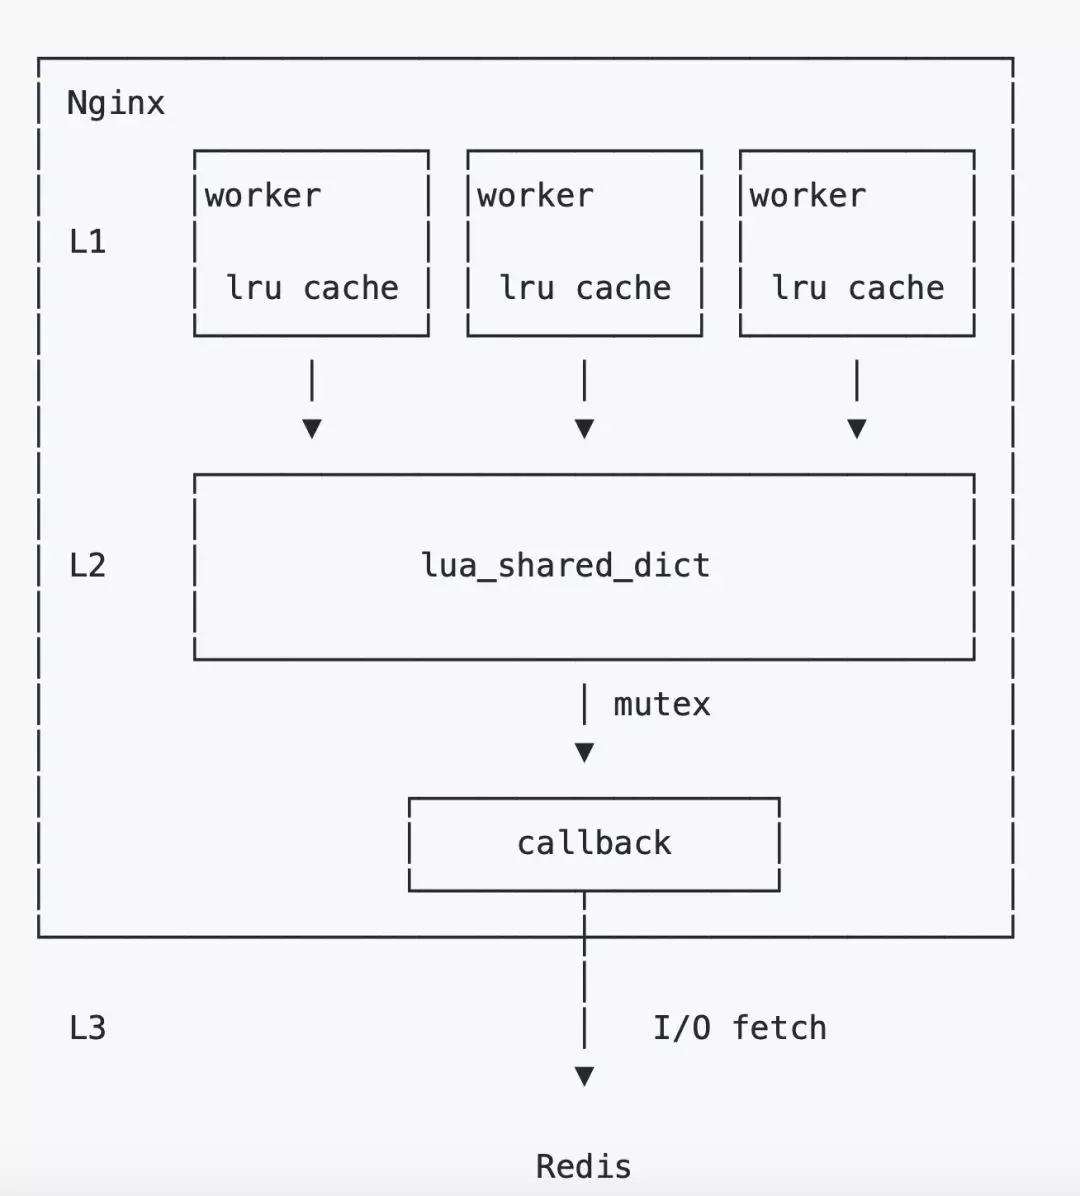 Nginx
worker worker worker
L1
lru cache lru cache lru cache
L2 lua_shared_dict
mutex
callback
L3 I/O fetch
Redis